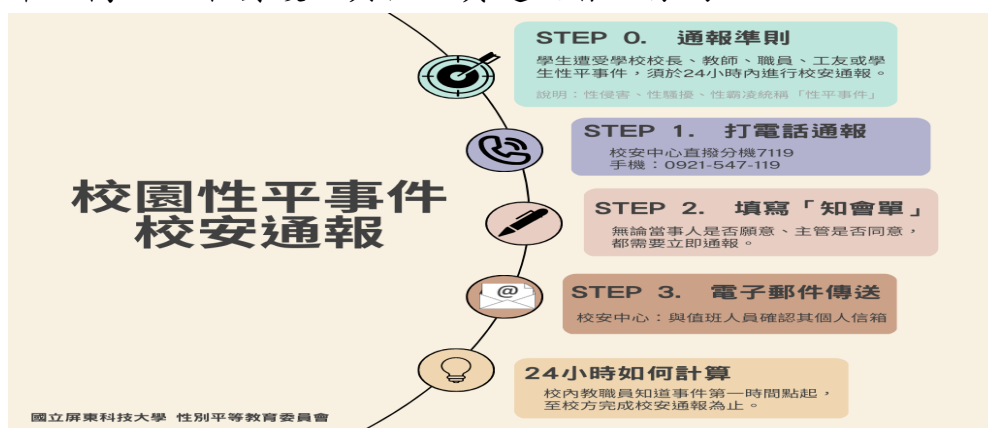 校園性平事件
校安通報
STEP 0. 通報準則
學生遭受學校校長、教師、職員、工友或學
生性平事件，須於24小時內進行校安通報。
說明：性侵害、性騷擾、性霸凌統稱「性平事件」
STEP 1. 打電話通報
校安中心直撥分機7119
手機：0921-547-119
STEP 2. 填寫「知會單」
無論當事人是否願意、主管是否同意，
都需要立即通報。
STEP 3. 電子郵件傳送
校安中心：與值班人員確認其個人信箱
@
24小時如何計算
校內教職員知道事件第一時間點起，
至校方完成校安通報為止。
國立屏東科技大學 性別平等教育委員會